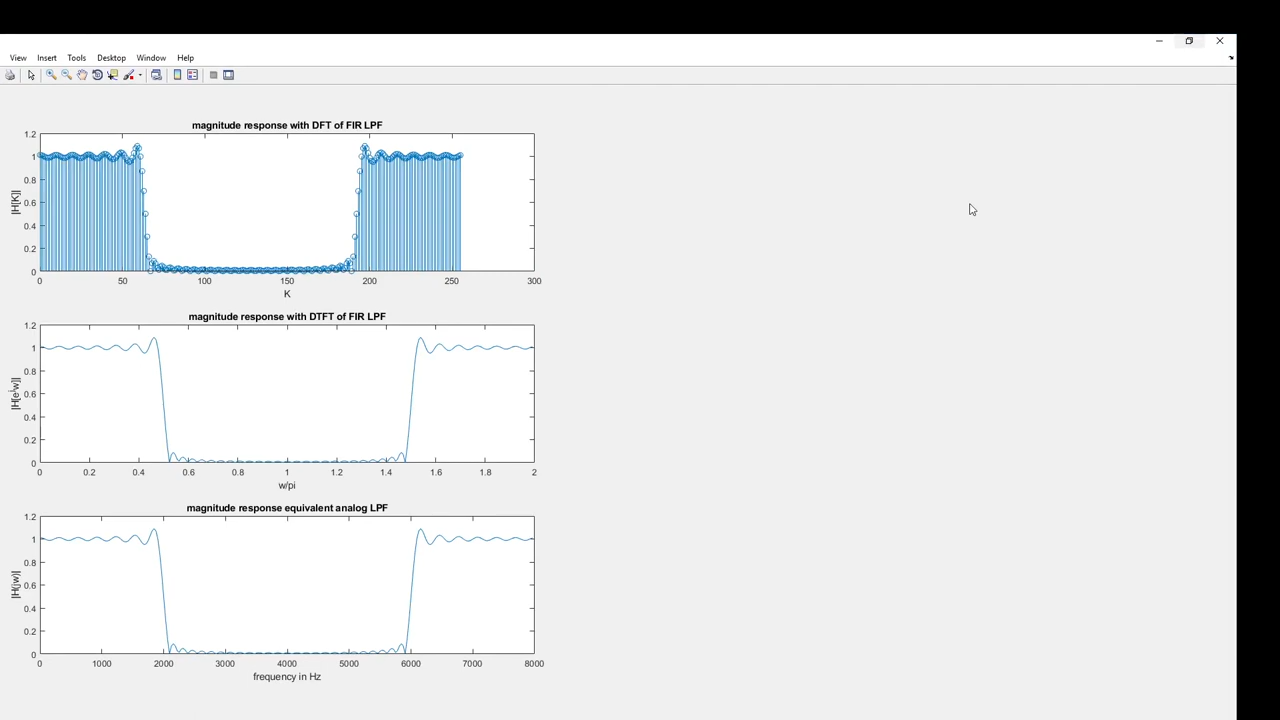 View Insert Tools Desktop Window Help
magnitude response with DFT of FIR LPF
1.2
1
0.8
0.6
0.4
0.2
0
|H[K]|
0 50 100 150 200 250 300
K
magnitude response with DTFT of FIR LPF
1.2
1
0.8
0.6
0.4
0.2
0
|H[e^jw]|
0 0.2 0.4 0.6 0.8 1 1.2 1.4 1.6 1.8 2
w/pi
magnitude response equivalent analog LPF
1.2
1
0.8
0.6
0.4
0.2
0
|H(jw)|
0 1000 2000 3000 4000 5000 6000 7000 8000
frequency in Hz